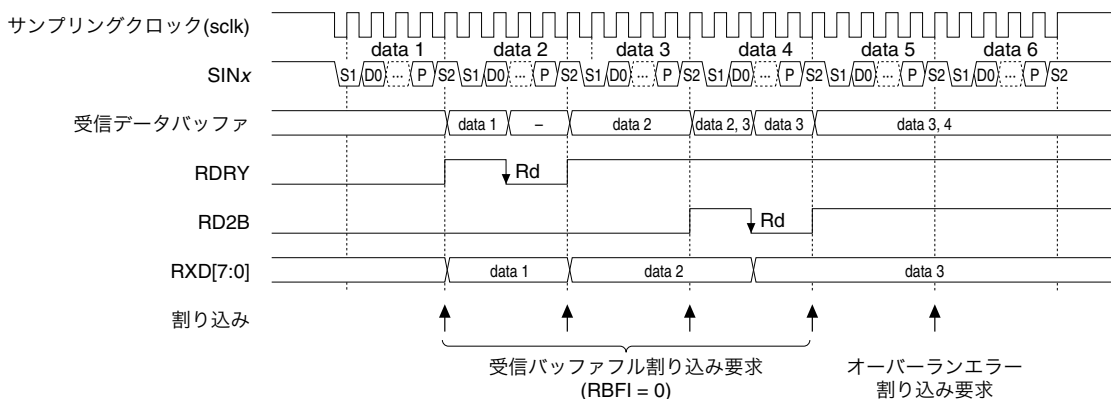 サンプリングクロック(sclk)
data 1 data 2 data 3 data 4 data 5 data 6
SINx
S1 D0 ... P S2 S1 D0 ... P S2 S1 D0 ... P S2 S1 D0 ... P S2 S1 D0 ... P S2 S1 D0 ... P S2
受信データバッファ
data 1 – data 2 data 2, 3 data 3 data 3, 4
RDRY
Rd
RD2B
Rd
RXD[7:0]
data 1 data 2 data 3
割り込み
受信バッファフル割り込み要求
(RBFI = 0)
オーバーランエラー
割り込み要求